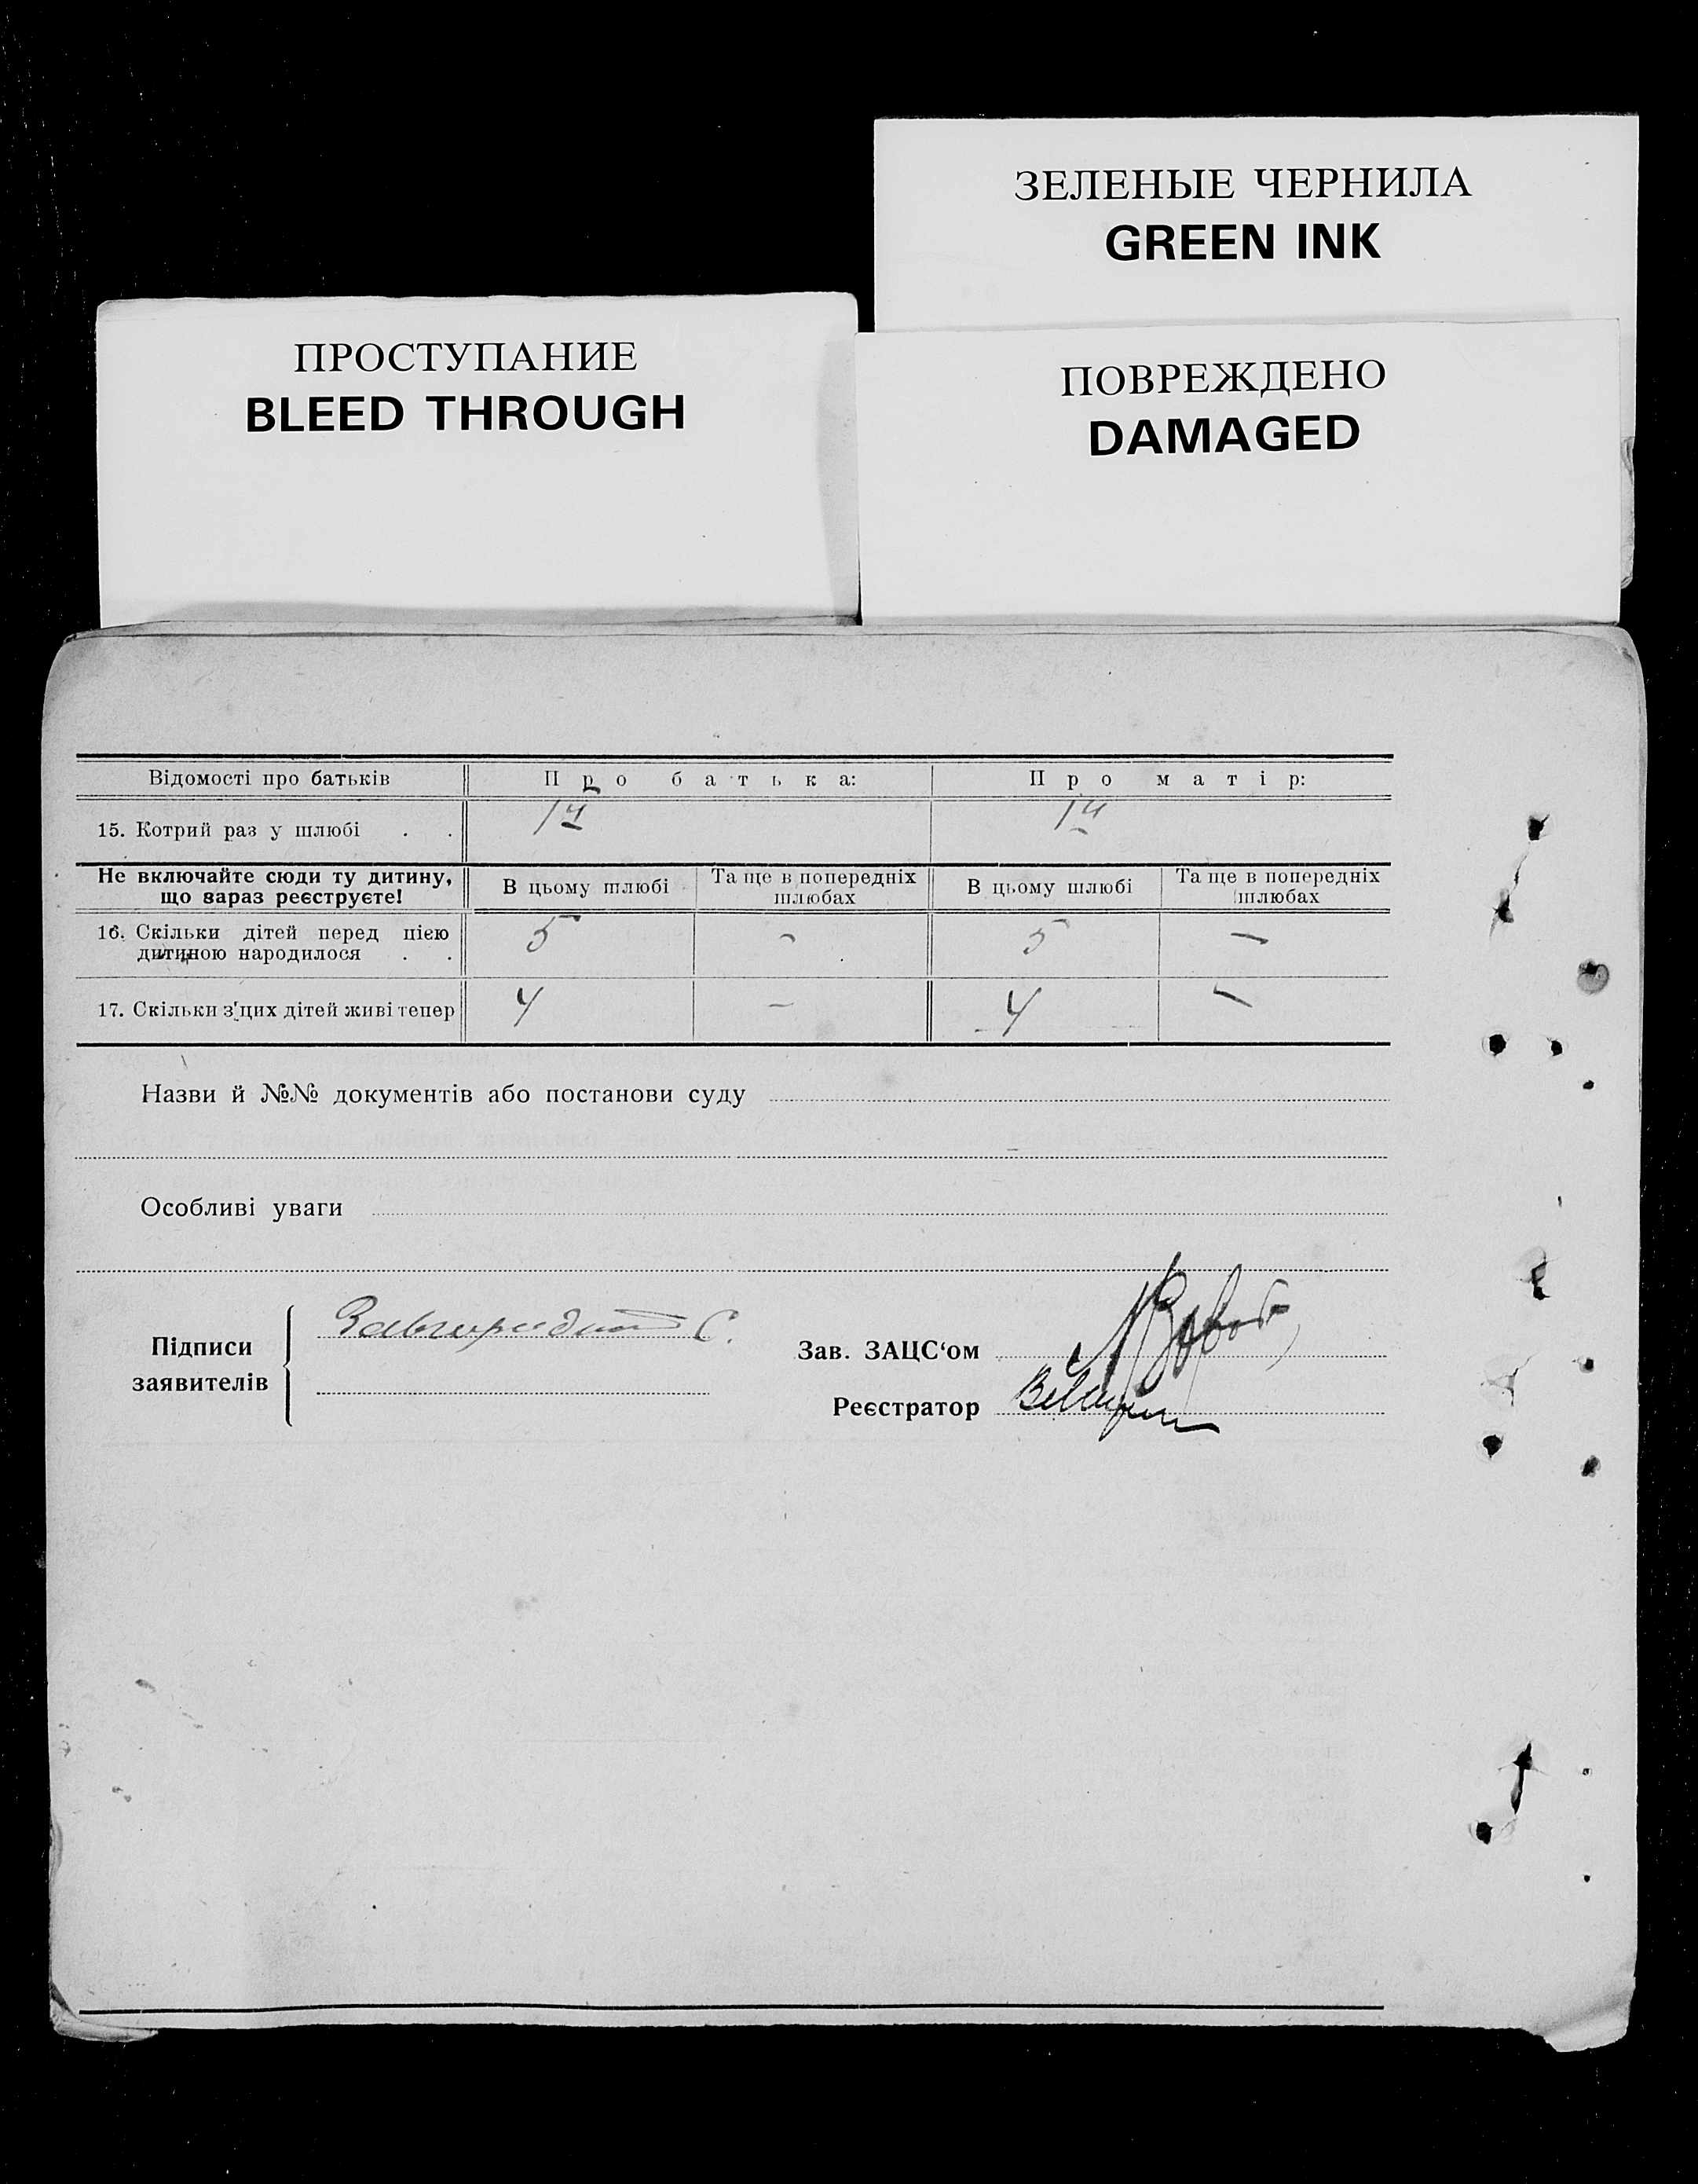 ЗЕЛЕНЫЕ ЧЕРНИЛА
GREEN INK
ПРОСТУПАНИЕ
BLEED THROUGH
ПОВРЕЖДЕНО
DAMAGED
Відомості про батьків Про батька: Про матір:
15. Котрий раз у шлюбі . . 1й 1й
Не включайте сюди ту дитину, що зараз реєструєте! В цьому шлюбі Та ще в попередніх шлюбах В цьому шлюбі Та ще в попередніх шлюбах
16. Скільки дітей перед цією
дитиною народилося . . 5 - 5 -
17. Скільки з цих дітей живі тепер 4 - 4 -
Назви й №№ документів або постанови суду
Особливі уваги
Підписи
заявителів
С.
Зав. ЗАЦС‘ом
Реєстратор